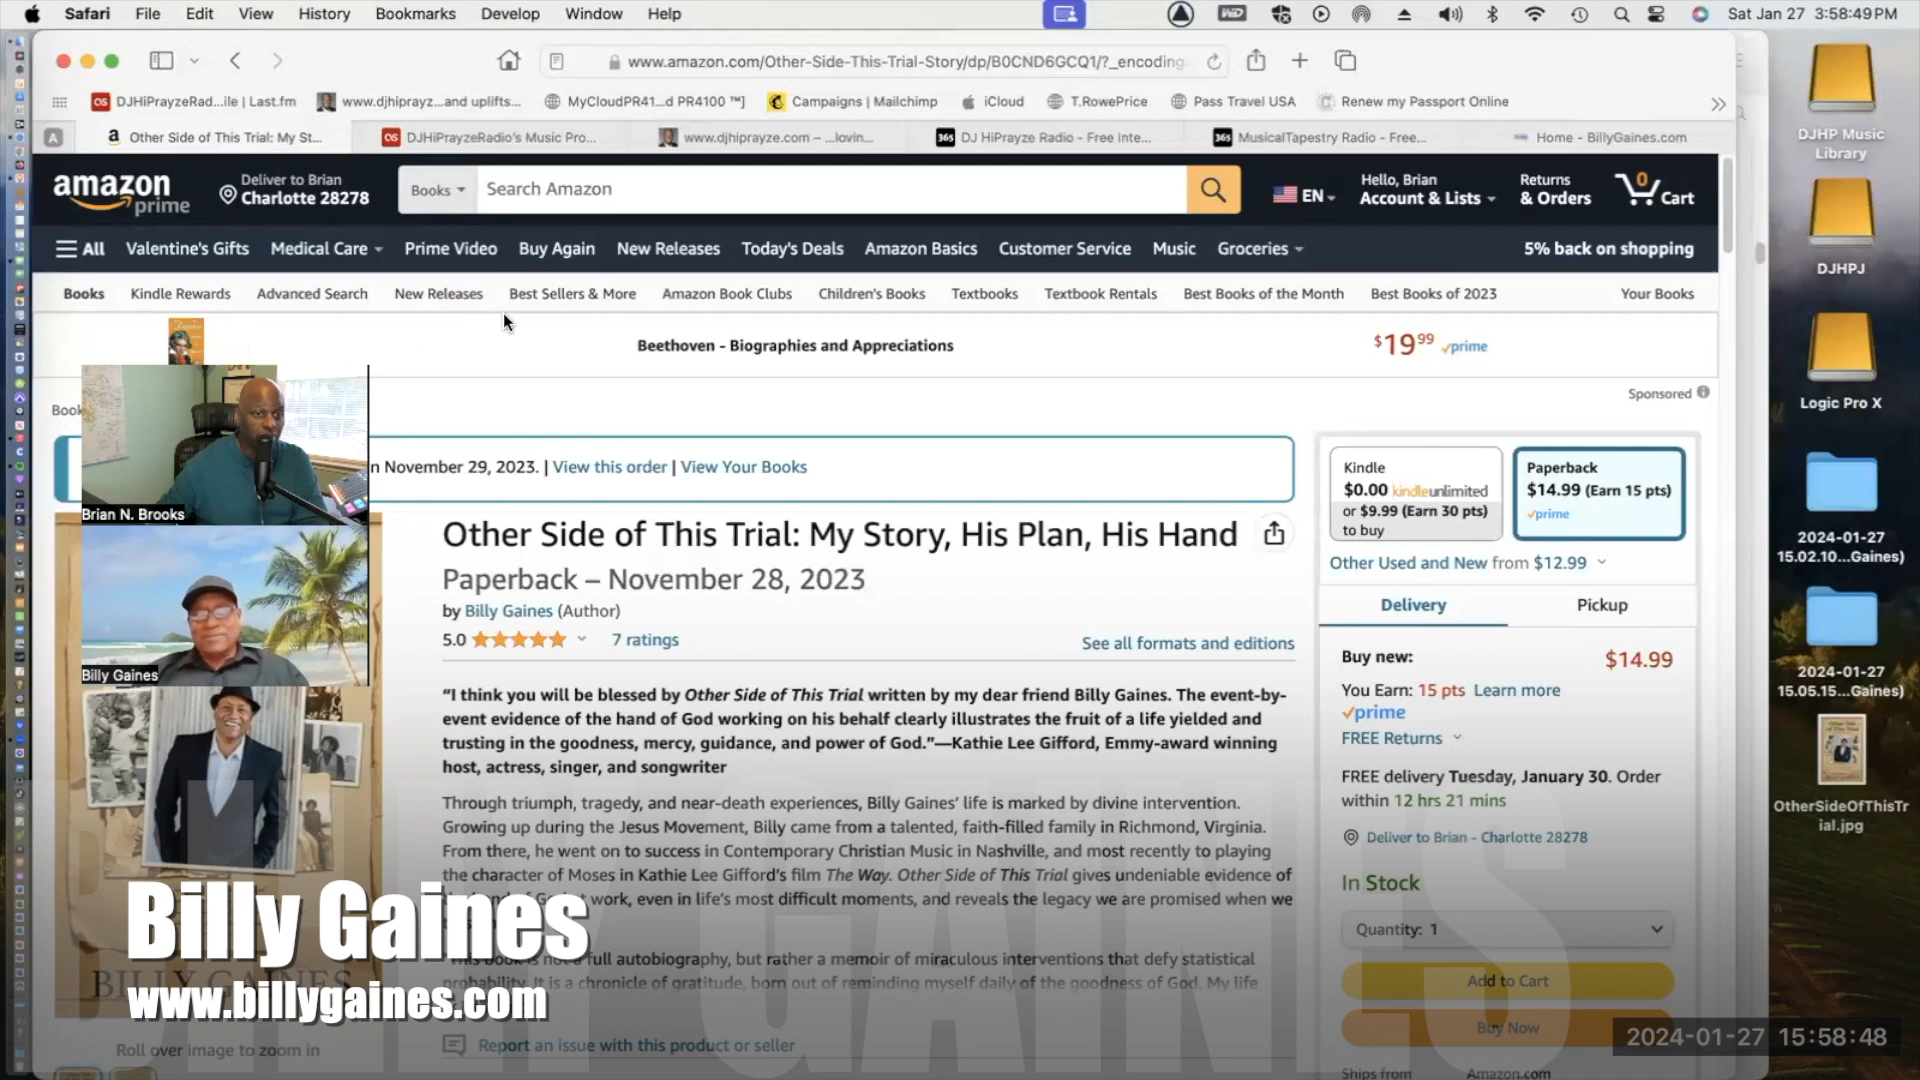 Safari File Edit View History Bookmarks Develop Window Help
Sat Jan 27 3:58:49 PM
www.amazon.com/Other-Side-This-Trial-Story/dp/B0CND6GCQ1/?_encoding
DJHiPrayzeRad...ile | Last.fm www.djhiprayz...and uplifts... MyCloudPR41...d PR4100 ™] Campaigns | Mailchimp iCloud T.RowePrice Pass Travel USA Renew my Passport Online
A Other Side of This Trial: My St... DJHiPrayzeRadio's Music Pro... www.djhiprayze.com – ...lovin... 365 DJ HiPrayze Radio - Free Inte... 365 MusicalTapestry Radio - Free... Home - BillyGaines.com
amazon prime
Deliver to Brian
Charlotte 28278
Books Search Amazon
EN
Hello, Brian
Account & Lists
Returns
& Orders
0 Cart
All Valentine's Gifts Medical Care Prime Video Buy Again New Releases Today's Deals Amazon Basics Customer Service Music Groceries 5% back on shopping
Books Kindle Rewards Advanced Search New Releases Best Sellers & More Amazon Book Clubs Children's Books Textbooks Textbook Rentals Best Books of the Month Best Books of 2023 Your Books
Beethoven - Biographies and Appreciations $19 99 prime
Sponsored
Book
n November 29, 2023. | View this order | View Your Books
Brian N. Brooks
Billy Gaines
Other Side of This Trial: My Story, His Plan, His Hand
Paperback – November 28, 2023
by Billy Gaines (Author)
5.0 7 ratings
See all formats and editions
“I think you will be blessed by Other Side of This Trial written by my dear friend Billy Gaines. The event-by-
event evidence of the hand of God working on his behalf clearly illustrates the fruit of a life yielded and
trusting in the goodness, mercy, guidance, and power of God.”—Kathie Lee Gifford, Emmy-award winning
host, actress, singer, and songwriter
Through triumph, tragedy, and near-death experiences, Billy Gaines’ life is marked by divine intervention.
Growing up during the Jesus Movement, Billy came from a talented, faith-filled family in Richmond, Virginia.
From there, he went on to success in Contemporary Christian Music in Nashville, and most recently to playing
the character of Moses in Kathie Lee Gifford's film The Way. Other Side of This Trial gives undeniable evidence of
work, even in life's most difficult moments, and reveals the legacy we are promised when we
This book is not a full autobiography, but rather a memoir of miraculous interventions that defy statistical
probability. It is a chronicle of gratitude, born out of reminding myself daily of the goodness of God. My life
Report an issue with this product or seller
BILLY GAINES
Roll over image to zoom in
Billy Gaines
www.billygaines.com
BILLY GAINES
Kindle
$0.00 kindleunlimited
or $9.99 (Earn 30 pts)
to buy
Paperback
$14.99 (Earn 15 pts)
prime
Other Used and New from $12.99
Delivery Pickup
Buy new: $14.99
You Earn: 15 pts Learn more
prime
FREE Returns
FREE delivery Tuesday, January 30. Order
within 12 hrs 21 mins
Deliver to Brian - Charlotte 28278
In Stock
Quantity: 1
Add to Cart
Buy Now
Ships from Amazon.com
DJHP Music
Library
DJHPJ
Logic Pro X
2024-01-27
15.02.10...Gaines)
2024-01-27
15.05.15...Gaines)
OtherSideOfThisTr
ial.jpg
2024-01-27 15:58:48